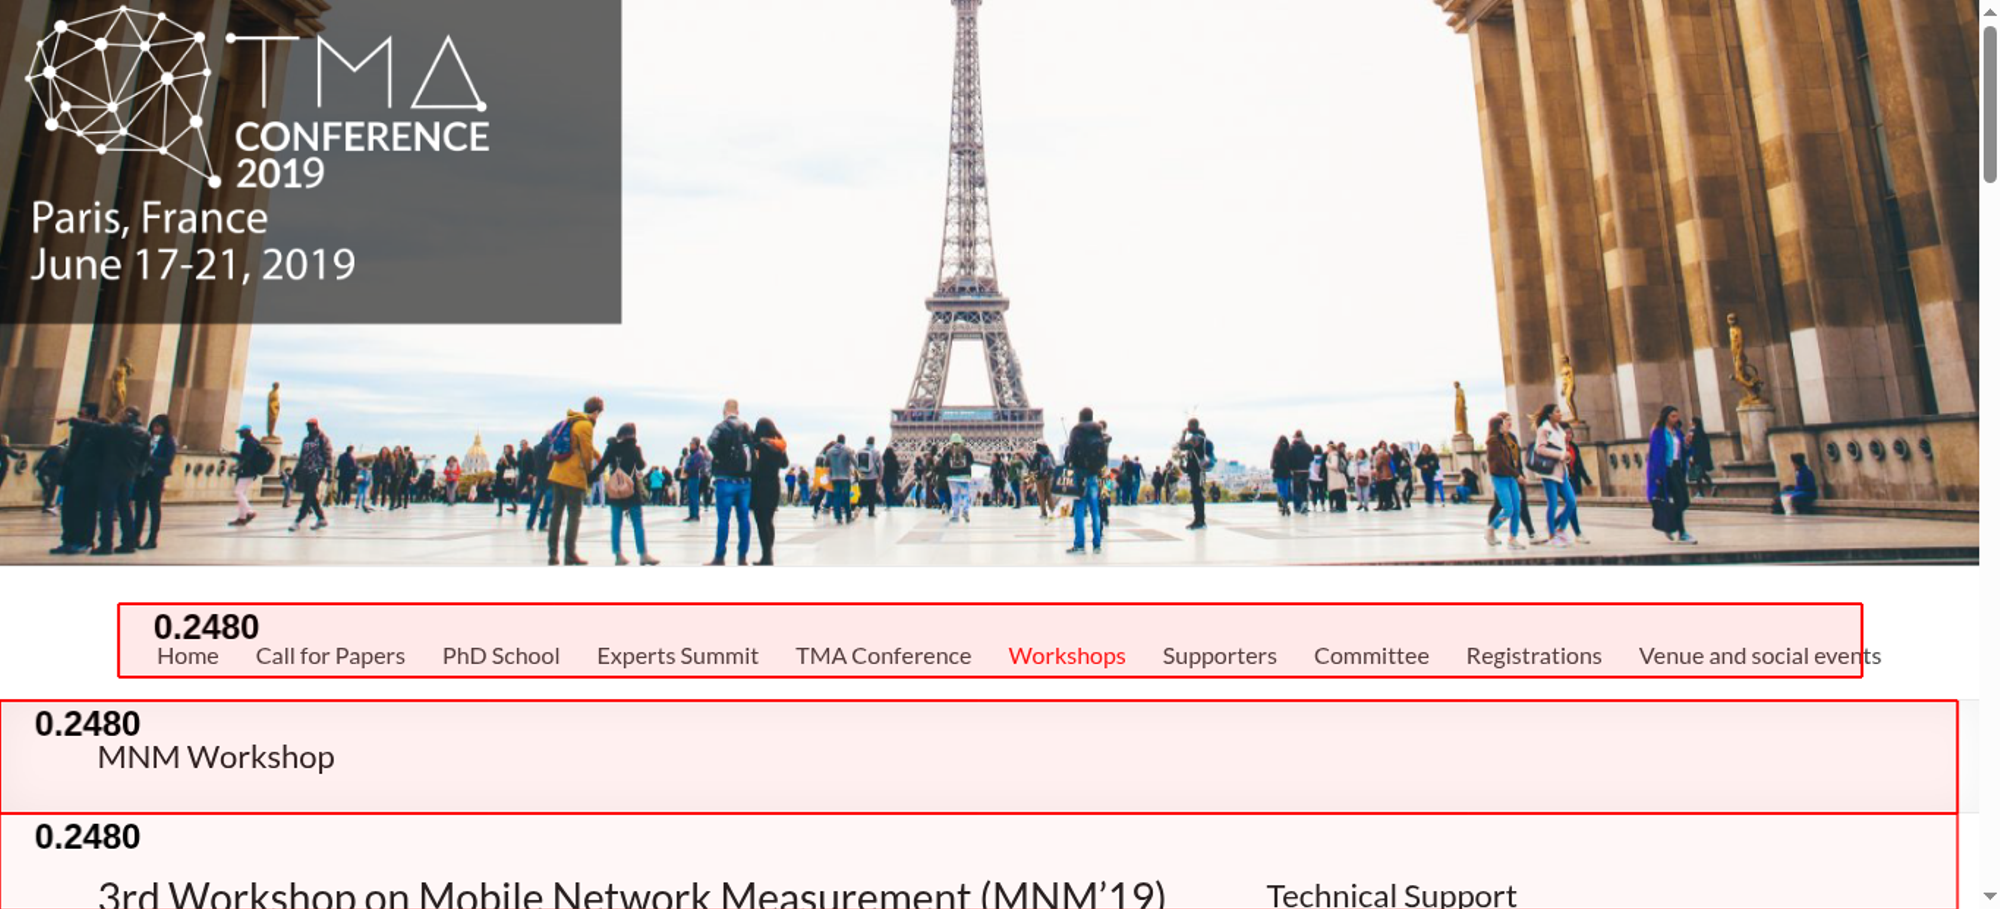 TMA
CONFERENCE
2019
Paris, France
June 17-21, 2019
0.2480
Home Call for Papers PhD School Experts Summit TMA Conference Workshops Supporters Committee Registrations Venue and social events
0.2480
MNM Workshop
0.2480
3rd Workshop on Mobile Network Measurement (MNM’19) Technical Support